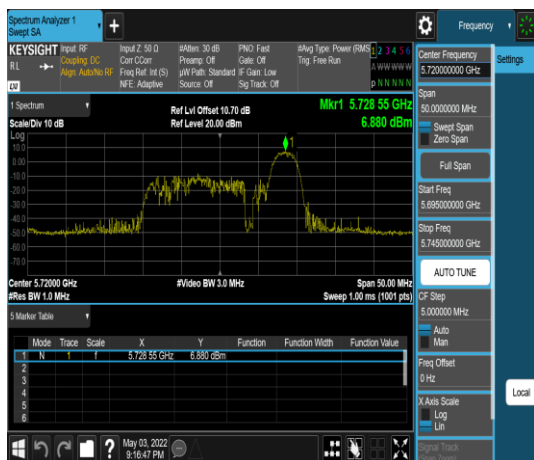 Spectrum Analyzer 1
Swept SA
Frequency
KEYSIGHT
RL
LXI
Input: RF
Coupling: DC
Align: Auto/No RF
Input Z: 50 Ω
Corr CCorr
Freq Ref: Int (S)
NFE: Adaptive
#Atten: 30 dB
Preamp: Off
µW Path: Standard
Source: Off
PNO: Fast
Gate: Off
IF Gain: Low
Sig Track: Off
#Avg Type: Power (RMS)
Trig: Free Run
1 2 3 4 5 6
A W W W W W
P N N N N N
1 Spectrum
Scale/Div 10 dB
Ref Lvl Offset 10.70 dB
Ref Level 20.00 dBm
Mkr1 5.728 55 GHz
6.880 dBm
Log
10.0
0.00
-10.0
-20.0
-30.0
-40.0
-50.0
-60.0
-70.0
1
Center 5.72000 GHz
#Res BW 1.0 MHz
#Video BW 3.0 MHz
Span 50.00 MHz
Sweep 1.00 ms (1001 pts)
5 Marker Table
Mode Trace Scale X Y Function Function Width Function Value
1 N 1 f 5.728 55 GHz 6.880 dBm
2
3
4
5
6
May 03, 2022
9:16:47 PM
Center Frequency
5.720000000 GHz
Span
50.0000000 MHz
Swept Span
Zero Span
Full Span
Start Freq
5.695000000 GHz
Stop Freq
5.745000000 GHz
AUTO TUNE
CF Step
5.000000 MHz
Auto
Man
Freq Offset
0 Hz
X Axis Scale
Log
Lin
Signal Track
(Span Zoom)
Settings
Local